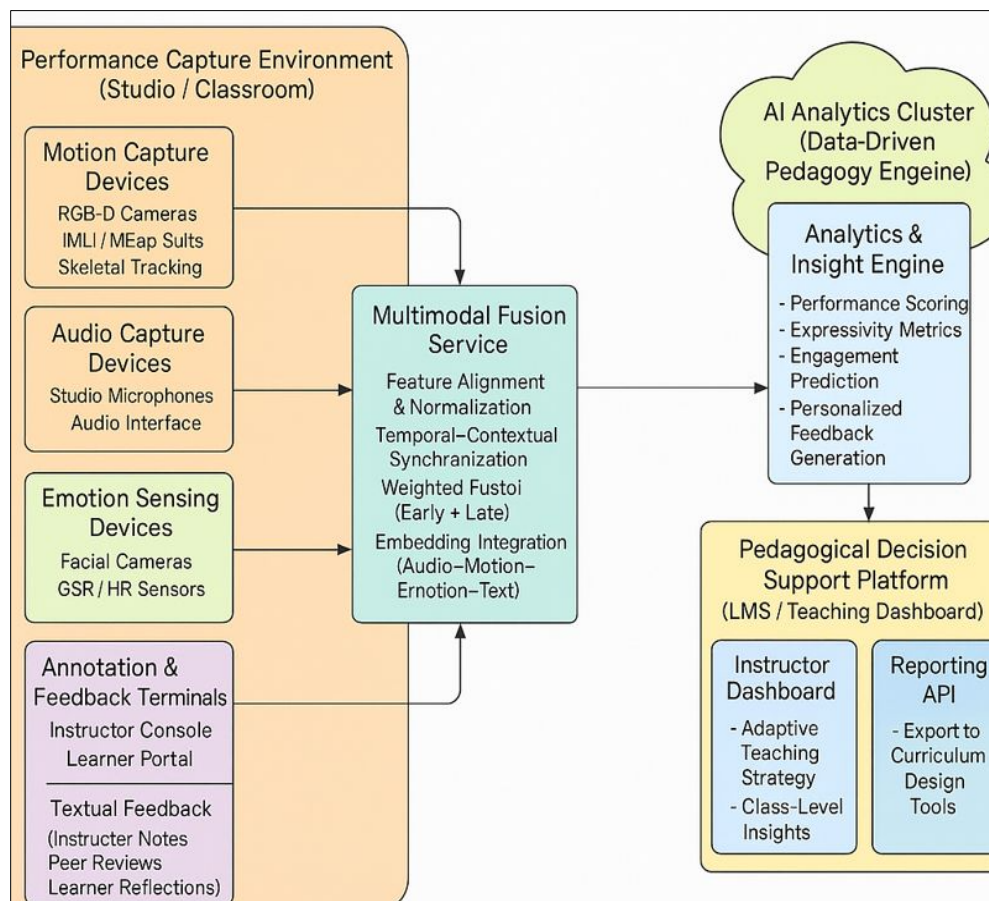 Performance Capture Environment
(Studio / Classroom)
Motion Capture
Devices
RGB-D Cameras
IMLI / MEap Sults
Skeletal Tracking
Audio Capture
Devices
Studio Microphones
Audio Interface
Emotion Sensing
Devices
Facial Cameras
GSR / HR Sensors
Annotation &
Feedback Terminals
Instructor Console
Learner Portal
Textual Feedback
(Instructer Notes
Peer Reviews
Learner Reflections)
Multimodal Fusion
Service
Feature Alignment
& Normalization
Temporal–Contextual
Synchranization
Weighted Fustoi
(Early + Late)
Embedding Integration
(Audio–Motion–
Ernotion–Text)
AI Analytics Cluster
(Data-Driven
Pedagogy Engeine)
Analytics &
Insight Engine
- Performance Scoring
- Expressivity Metrics
- Engagement
Prediction
- Personalized
Feedback
Generation
Pedagogical Decision
Support Platform
(LMS / Teaching Dashboard)
Instructor
Dashboard
- Adaptive
Teaching
Strategy
- Class-Level
Insights
Reporting
API
- Export to
Curriculum
Design
Tools